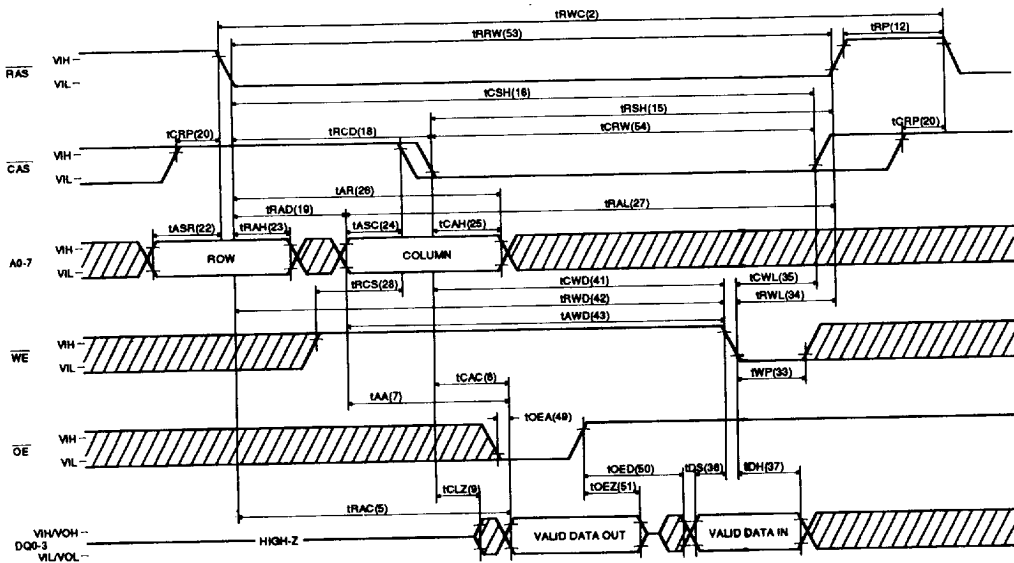 tRWC(2)
tRRW(53)
tRP(12)
RAS
VIH
VIL
tCSH(16)
tRSH(15)
tCRP(20)
tRCD(18)
tCRW(54)
tCRP(20)
CAS
VIH
VIL
tAR(26)
tRAD(19)
tRAL(27)
tASR(22)
tRAH(23)
tASC(24)
tCAH(25)
A0-7
VIH
VIL
ROW
COLUMN
tRCS(28)
tCWD(41)
tCWL(35)
tRWD(42)
tRWL(34)
tAWD(43)
WE
VIH
VIL
tWP(33)
tCAC(6)
tAA(7)
tOEA(49)
OE
VIH
VIL
tOED(50)
tDS(36)
tDH(37)
tCLZ(9)
tOEZ(51)
tRAC(5)
VIH/VOH
DQ0-3
VIL/VOL
HIGH-Z
VALID DATA OUT
VALID DATA IN